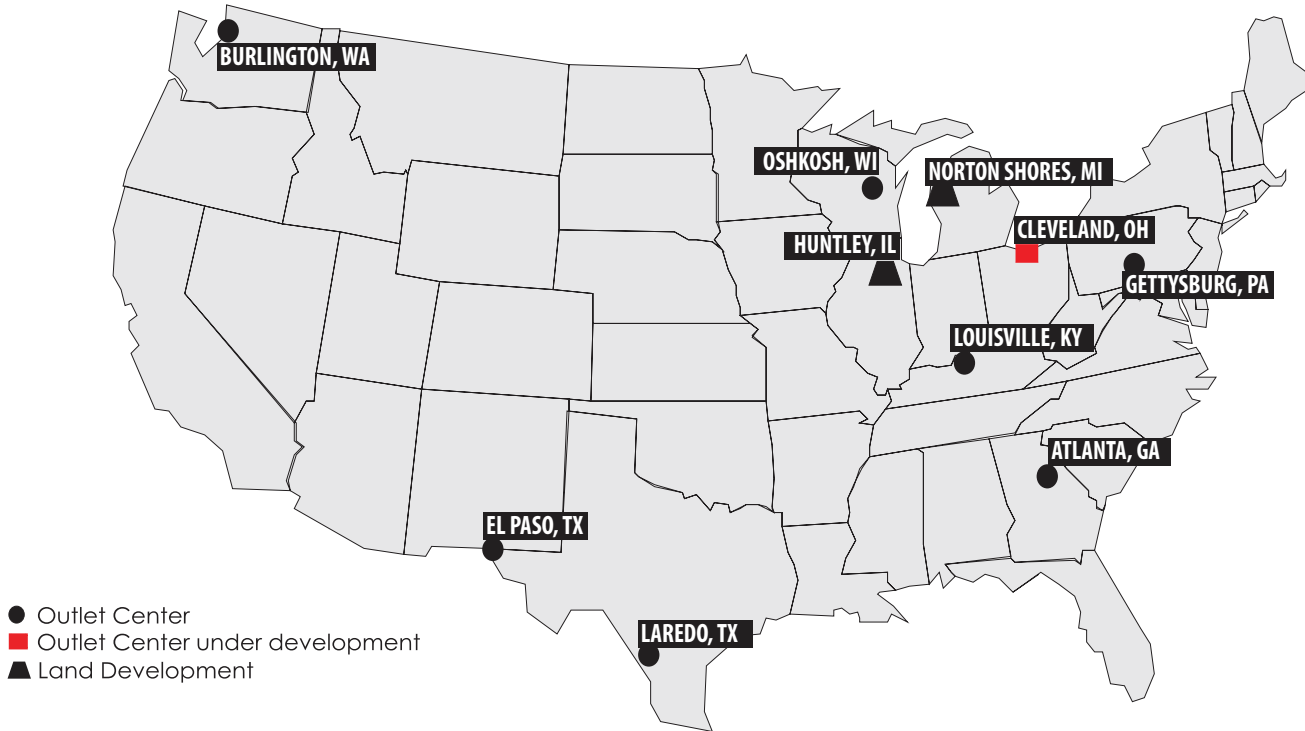 BURLINGTON, WA
OSHKOSH, WI
NORTON SHORES, MI
CLEVELAND, OH
HUNTLEY, IL
GETTYSBURG, PA
LOUISVILLE, KY
ATLANTA, GA
EL PASO, TX
LAREDO, TX
Outlet Center
Outlet Center under development
Land Development